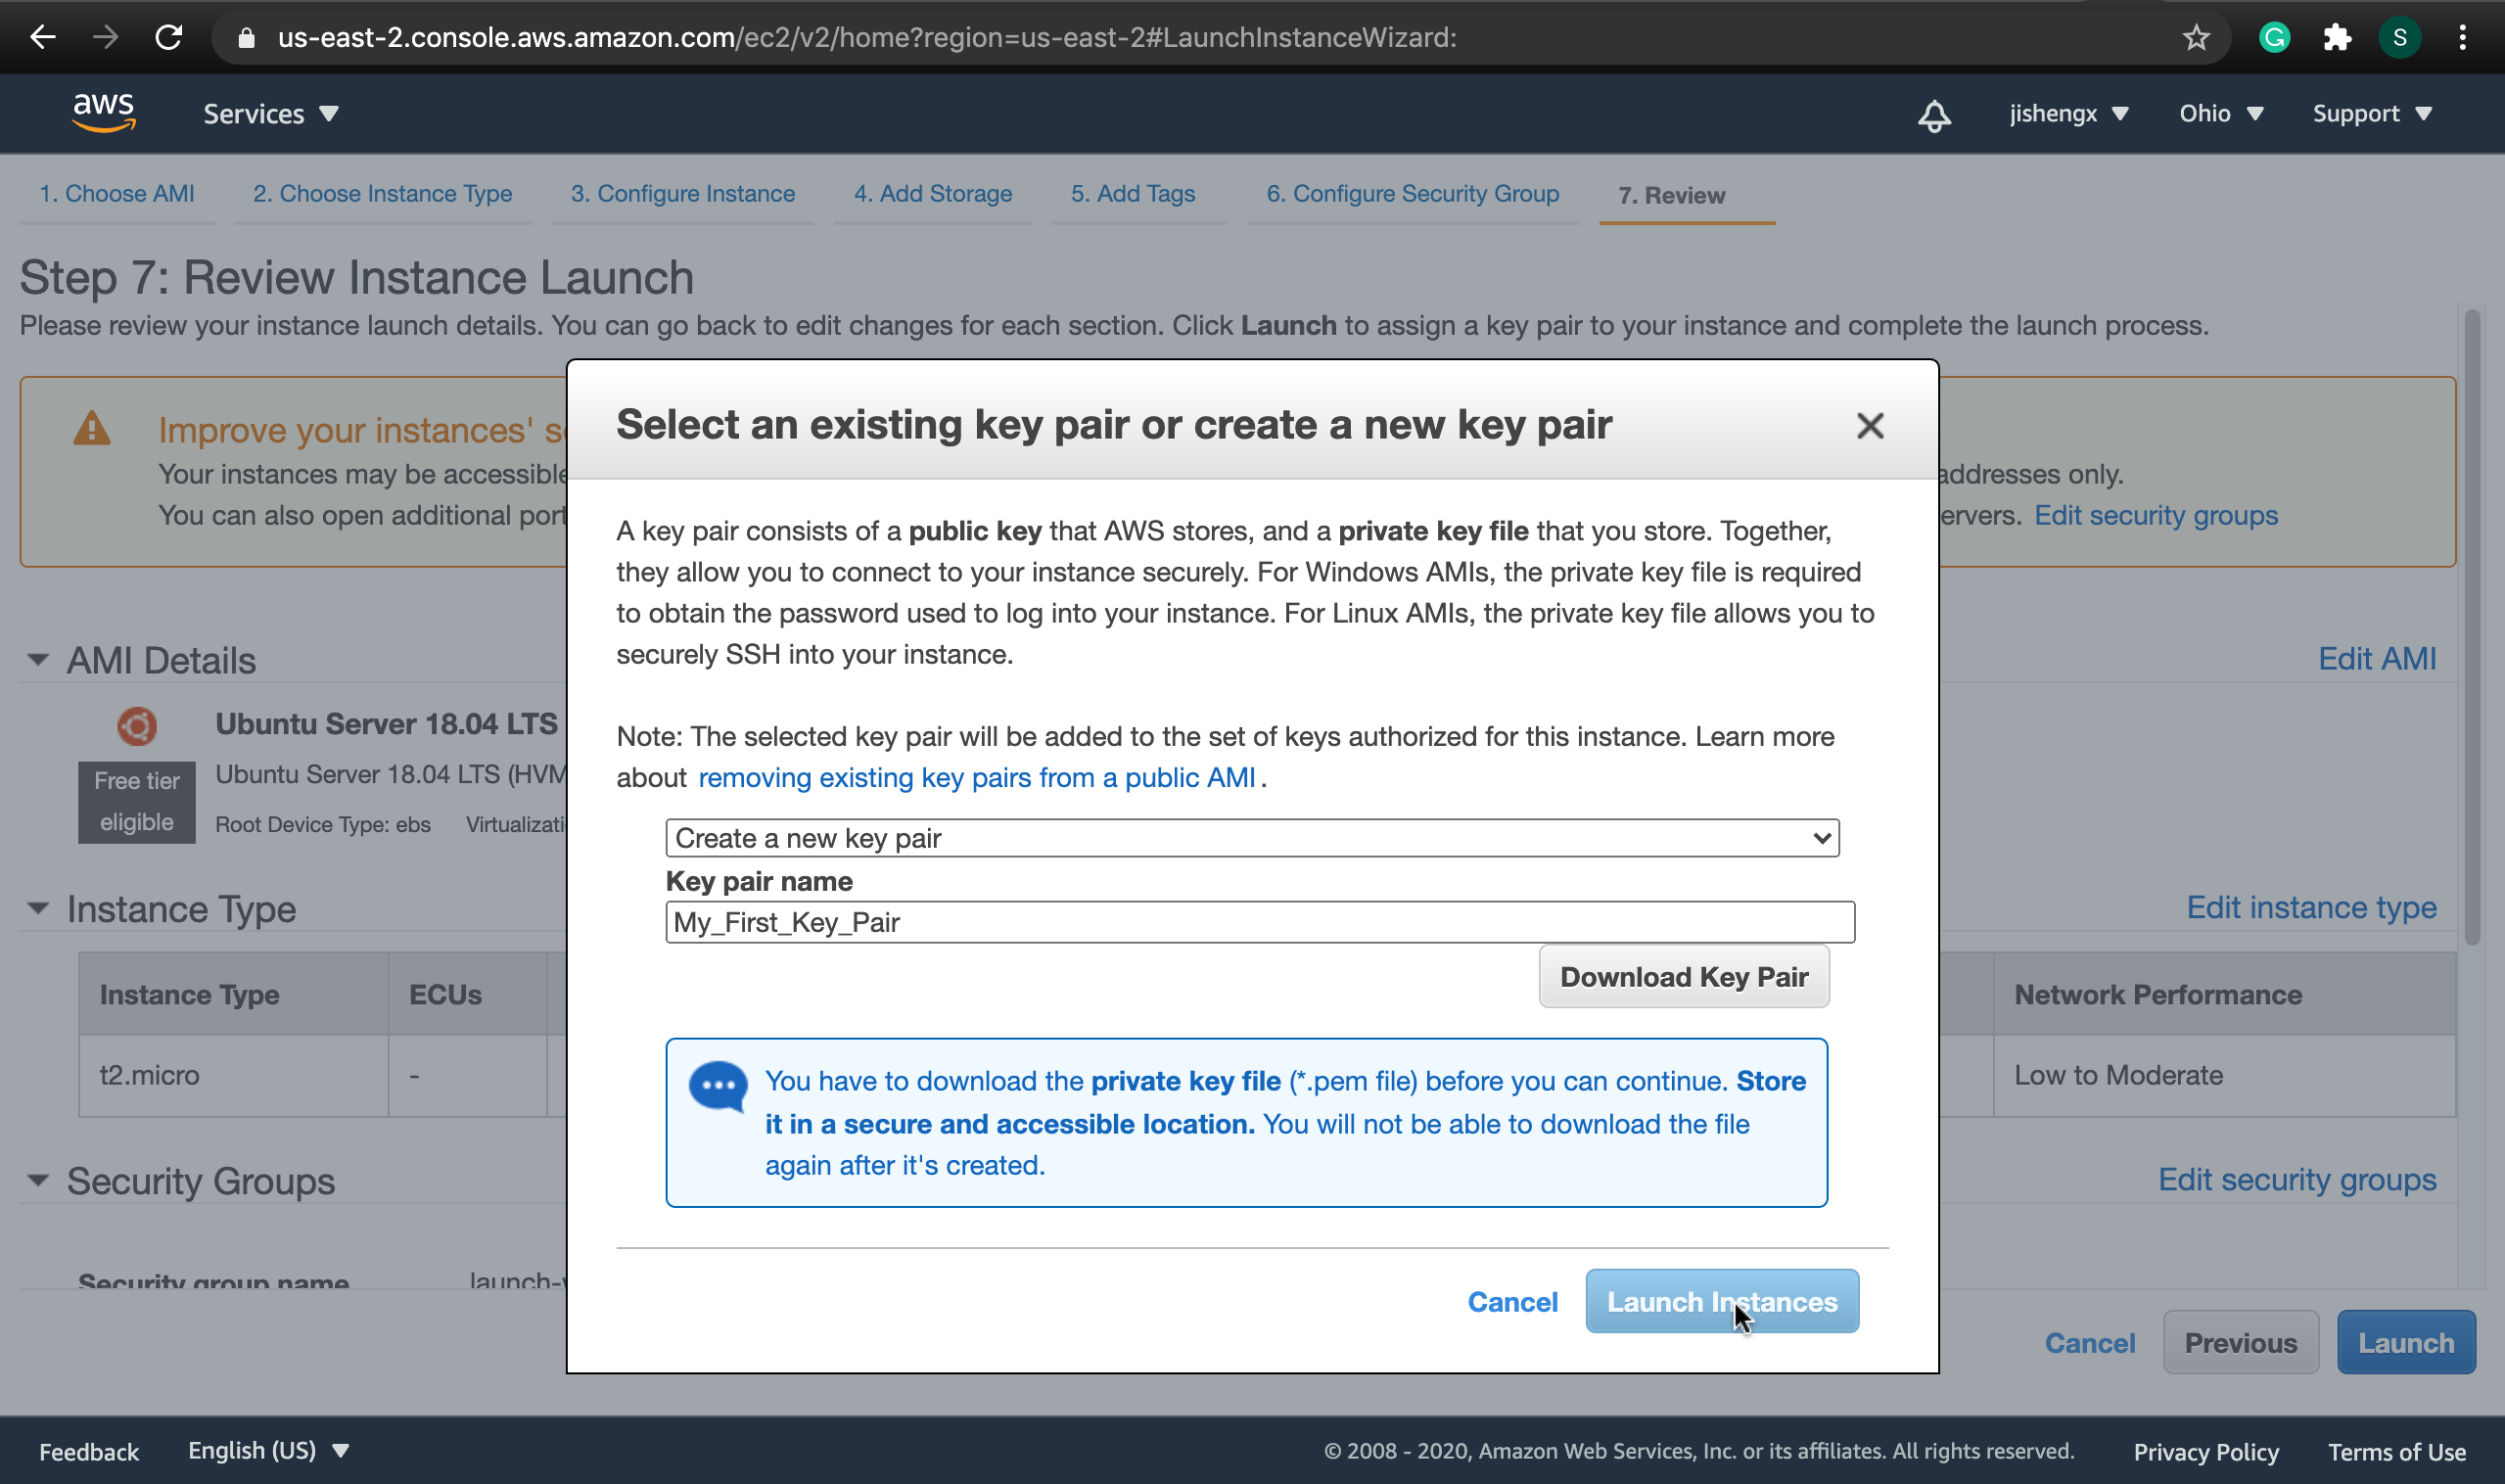 us-east-2.console.aws.amazon.com/ec2/v2/home?region=us-east-2#LaunchInstanceWizard:
S
aws
Services
jishengx
Ohio
Support
1. Choose AMI
2. Choose Instance Type
3. Configure Instance
4. Add Storage
5. Add Tags
6. Configure Security Group
7. Review
Step 7: Review Instance Launch
Please review your instance launch details. You can go back to edit changes for each section. Click Launch to assign a key pair to your instance and complete the launch process.
Improve your instances'
Your instances may be accessible
addresses only.
You can also open additional
Edit security groups
Select an existing key pair or create a new key pair
A key pair consists of a public key that AWS stores, and a private key file that you store. Together,
they allow you to connect to your instance securely. For Windows AMIs, the private key file is required
to obtain the password used to log into your instance. For Linux AMIs, the private key file allows you to
securely SSH into your instance.
Note: The selected key pair will be added to the set of keys authorized for this instance. Learn more
about removing existing key pairs from a public AMI.
Create a new key pair
Key pair name
My_First_Key_Pair
Download Key Pair
You have to download the private key file (*.pem file) before you can continue. Store
it in a secure and accessible location. You will not be able to download the file
again after it's created.
Cancel
Launch Instances
AMI Details
Edit AMI
Ubuntu Server 18.04 LTS
Free tier
eligible
Ubuntu Server 18.04 LTS (HVM
Root Device Type: ebs
Instance Type
Edit instance type
Instance Type
ECUs
Network Performance
t2.micro
-
Low to Moderate
Security Groups
Edit security groups
Security group name
launch-
Cancel
Previous
Launch
Feedback
English (US)
© 2008 - 2020, Amazon Web Services, Inc. or its affiliates. All rights reserved.
Privacy Policy
Terms of Use